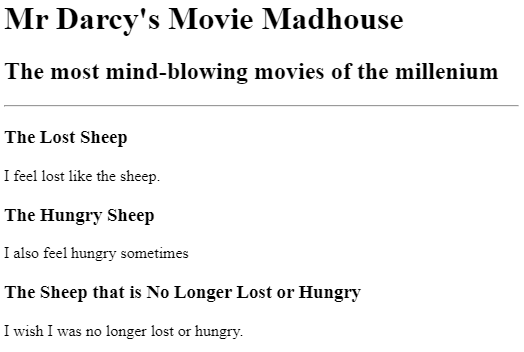 Mr Darcy's Movie Madhouse
The most mind-blowing movies of the millenium
The Lost Sheep
I feel lost like the sheep.
The Hungry Sheep
I also feel hungry sometimes
The Sheep that is No Longer Lost or Hungry
I wish I was no longer lost or hungry.